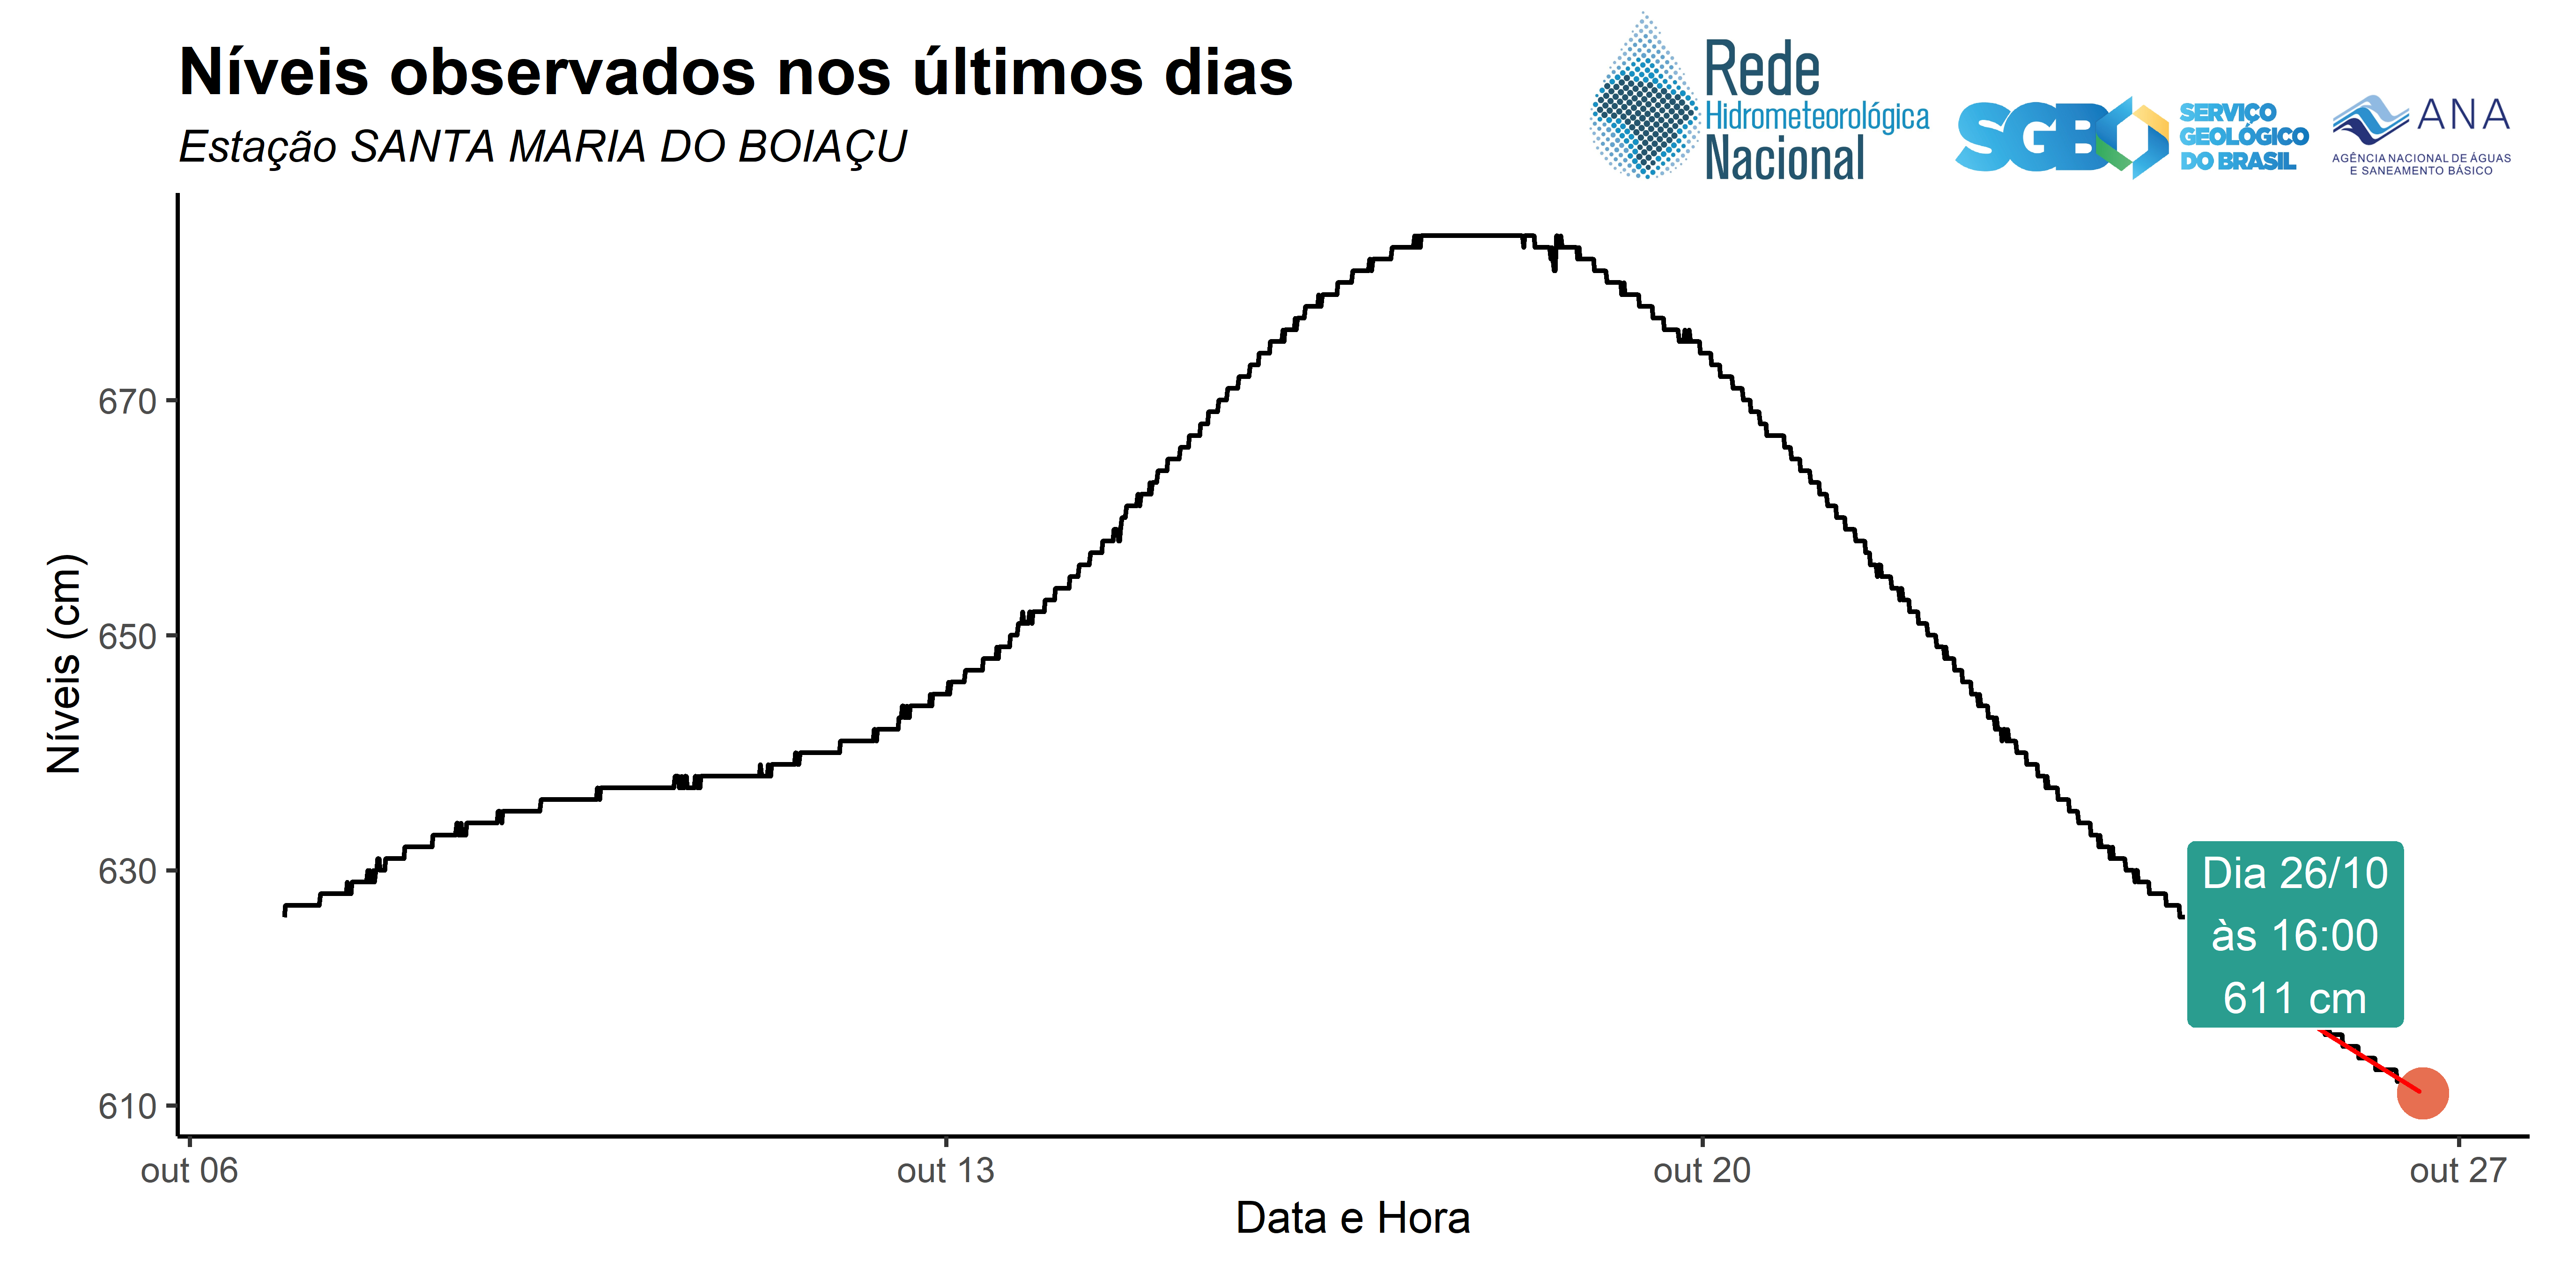 Níveis observados nos últimos dias
Estação SANTA MARIA DO BOIAÇU
Rede
Hidrometeorológica
Nacional
SGB
SERVIÇO
GEOLÓGICO
DO BRASIL
ANA
AGÊNCIA NACIONAL DE ÁGUAS
E SANEAMENTO BÁSICO
Níveis (cm)
670
650
630
610
Dia 26/10
às 16:00
611 cm
out 06
out 13
out 20
out 27
Data e Hora